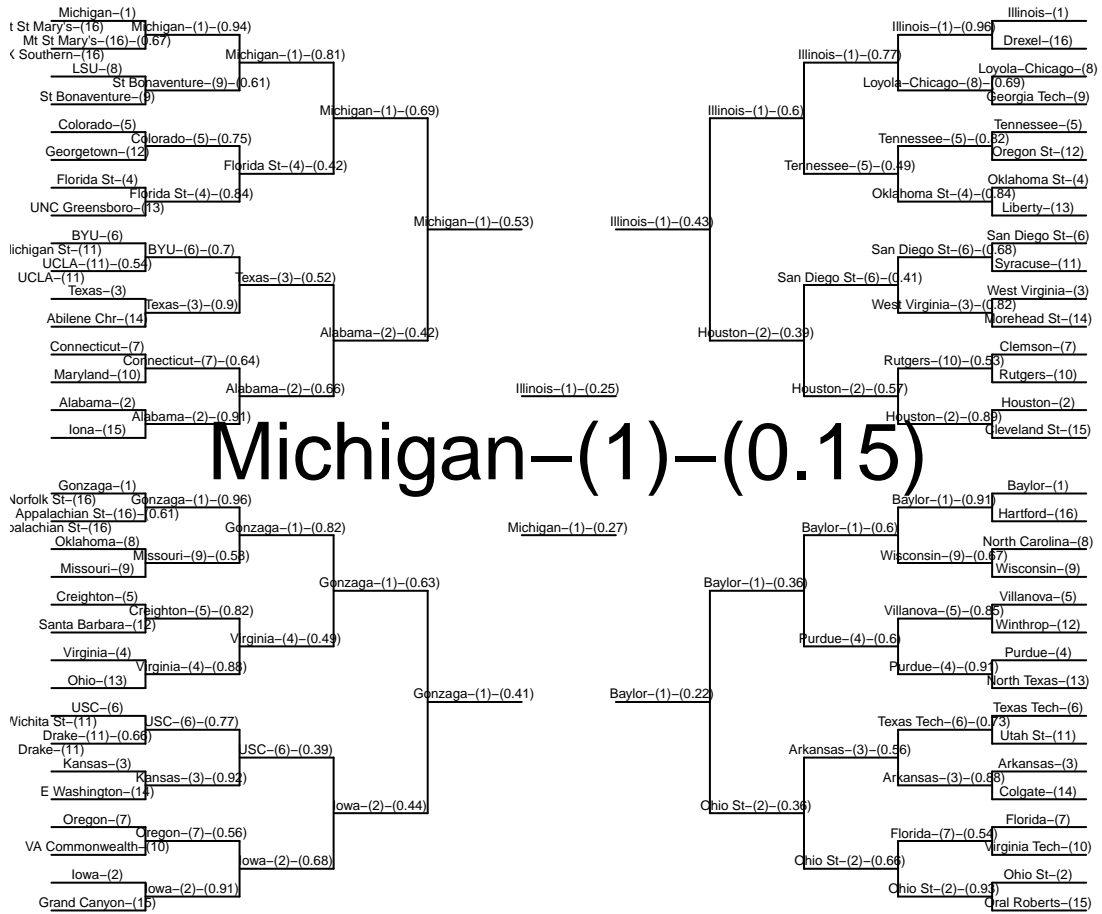 Michigan−(1)
t St Mary's−(16)
Mt St Mary's−(16)−(0.67)
Southern−(16)
LSU−(8)
St Bonaventure−(9)
Colorado−(5)
Georgetown−(12)
Florida St−(4)
UNC Greensboro−(13)
BYU−(6)
ichigan St−(11)
UCLA−(11)−(0.54)
UCLA−(11)
Texas−(3)
Abilene Chr−(14)
Connecticut−(7)
Maryland−(10)
Alabama−(2)
Iona−(15)
Michigan−(1)−(0.94)
St Bonaventure−(9)−(0.61)
Colorado−(5)−(0.75)
Florida St−(4)−(0.84)
BYU−(6)−(0.7)
Texas−(3)−(0.9)
Connecticut−(7)−(0.64)
Alabama−(2)−(0.91)
Michigan−(1)−(0.81)
Florida St−(4)−(0.42)
Texas−(3)−(0.52)
Alabama−(2)−(0.66)
Michigan−(1)−(0.69)
Alabama−(2)−(0.42)
Michigan−(1)−(0.53)
Illinois−(1)
Drexel−(16)
Loyola−Chicago−(8)
Georgia Tech−(9)
Tennessee−(5)
Oregon St−(12)
Oklahoma St−(4)
Liberty−(13)
San Diego St−(6)
Syracuse−(11)
West Virginia−(3)
Morehead St−(14)
Clemson−(7)
Rutgers−(10)
Houston−(2)
Cleveland St−(15)
Illinois−(1)−(0.96)
Loyola−Chicago−(8)−(0.69)
Tennessee−(5)−(0.82)
Oklahoma St−(4)−(0.84)
San Diego St−(6)−(0.68)
West Virginia−(3)−(0.82)
Rutgers−(10)−(0.53)
Houston−(2)−(0.89)
Illinois−(1)−(0.77)
Tennessee−(5)−(0.49)
San Diego St−(6)−(0.41)
Houston−(2)−(0.57)
Illinois−(1)−(0.6)
Houston−(2)−(0.39)
Illinois−(1)−(0.43)
Illinois−(1)−(0.25)
Michigan−(1)−(0.15)
Michigan−(1)−(0.27)
Gonzaga−(1)
Norfolk St−(16)
Appalachian St−(16)−(0.61)
palachian St−(16)
Oklahoma−(8)
Missouri−(9)
Creighton−(5)
Santa Barbara−(12)
Virginia−(4)
Ohio−(13)
USC−(6)
Wichita St−(11)
Drake−(11)−(0.66)
Drake−(11)
Kansas−(3)
E Washington−(14)
Oregon−(7)
VA Commonwealth−(10)
Iowa−(2)
Grand Canyon−(15)
Gonzaga−(1)−(0.96)
Missouri−(9)−(0.53)
Creighton−(5)−(0.82)
Virginia−(4)−(0.88)
USC−(6)−(0.77)
Kansas−(3)−(0.92)
Oregon−(7)−(0.56)
Iowa−(2)−(0.91)
Gonzaga−(1)−(0.82)
Virginia−(4)−(0.49)
USC−(6)−(0.39)
Iowa−(2)−(0.68)
Gonzaga−(1)−(0.63)
Iowa−(2)−(0.44)
Gonzaga−(1)−(0.41)
Baylor−(1)
Hartford−(16)
North Carolina−(8)
Wisconsin−(9)
Villanova−(5)
Winthrop−(12)
Purdue−(4)
North Texas−(13)
Texas Tech−(6)
Utah St−(11)
Arkansas−(3)
Colgate−(14)
Florida−(7)
Virginia Tech−(10)
Ohio St−(2)
Oral Roberts−(15)
Baylor−(1)−(0.91)
Wisconsin−(9)−(0.67)
Villanova−(5)−(0.85)
Purdue−(4)−(0.91)
Texas Tech−(6)−(0.73)
Arkansas−(3)−(0.88)
Florida−(7)−(0.54)
Ohio St−(2)−(0.93)
Baylor−(1)−(0.6)
Purdue−(4)−(0.6)
Arkansas−(3)−(0.56)
Ohio St−(2)−(0.66)
Baylor−(1)−(0.36)
Ohio St−(2)−(0.36)
Baylor−(1)−(0.22)